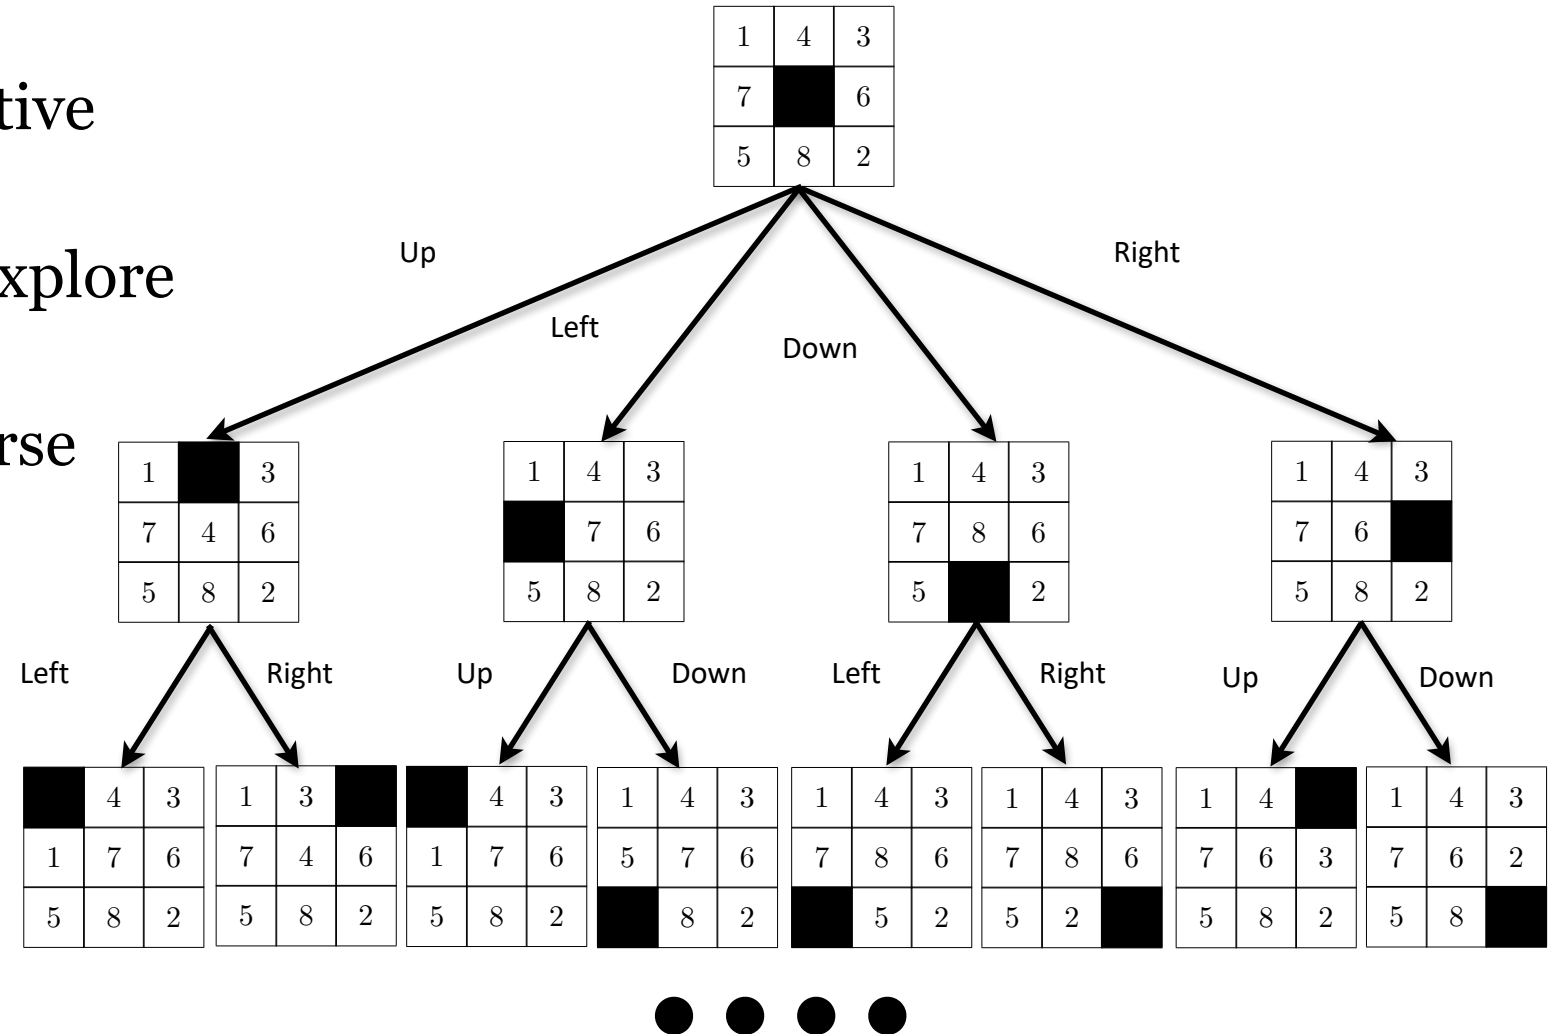 1 4 3
tive
7 6
5 8 2
Up
Right
xplore
Left
Down
rse
1 3
7 4 6
5 8 2
1 4 3
7 6
5 8 2
1 4 3
7 8 6
5 2
1 4 3
7 6
5 8 2
Left
Right
Up
Down
Left
Right
Up
Down
4 3
1 7 6
5 8 2
1 3
7 4 6
5 8 2
4 3
1 7 6
5 8 2
1 4 3
5 7 6
8 2
1 4 3
7 8 6
5 2
1 4 3
7 8 6
5 2
1 4
7 6 3
5 8 2
1 4 3
7 6 2
5 8